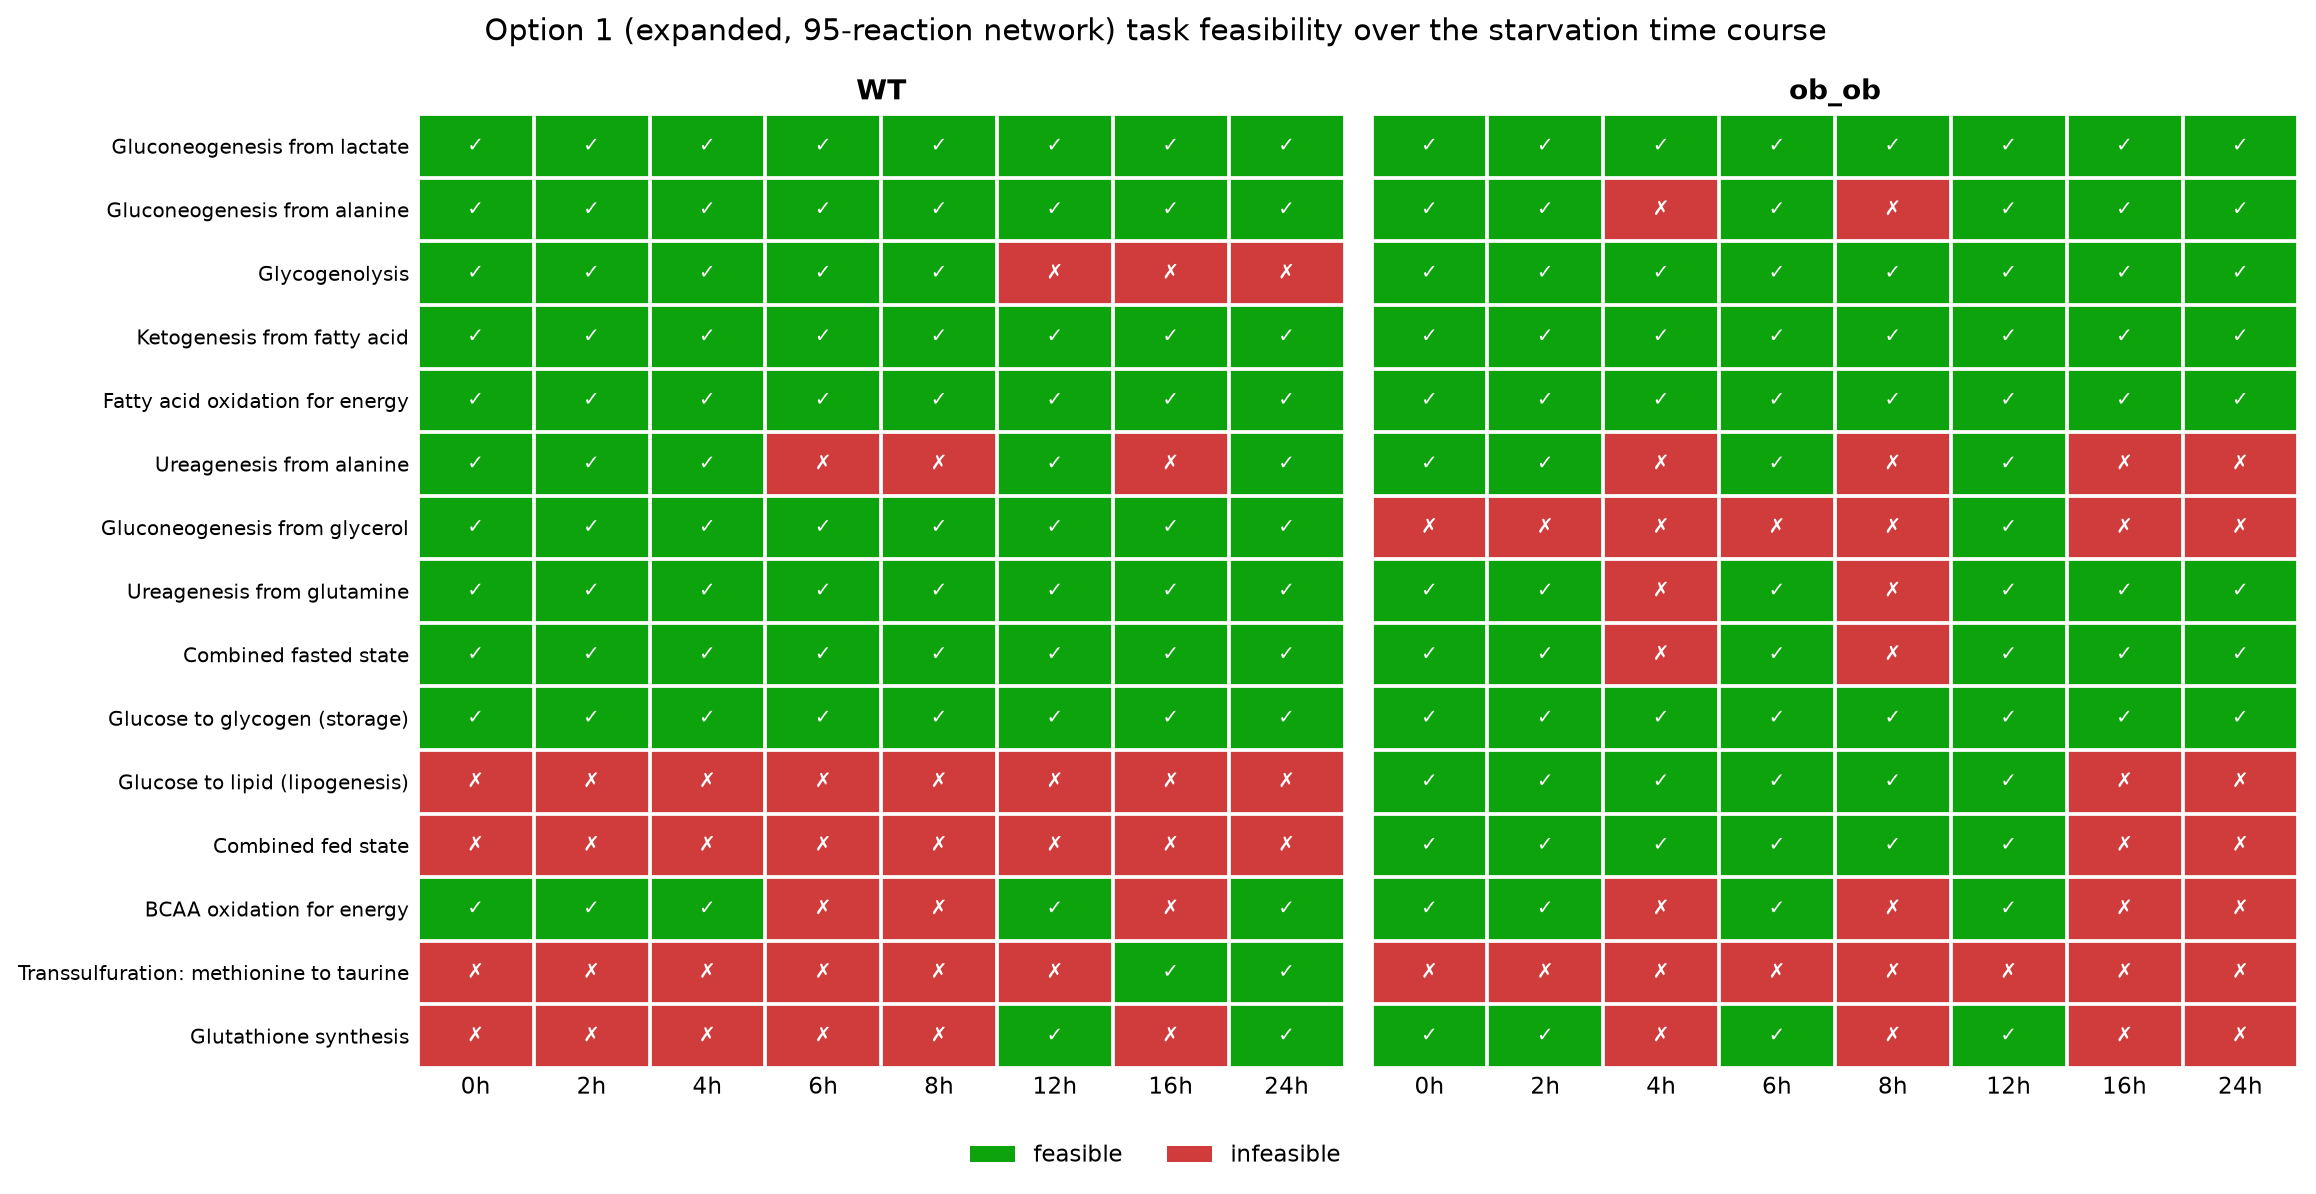 Option 1 (expanded, 95-reaction network) task feasibility over the starvation time course
WT ob_ob
Gluconeogenesis from lactate ✓ ✓ ✓ ✓ ✓ ✓ ✓ ✓ ✓ ✓ ✓ ✓ ✓ ✓ ✓ ✓
Gluconeogenesis from alanine ✓ ✓ ✓ ✓ ✓ ✓ ✓ ✓ ✓ ✓ ✗ ✓ ✗ ✓ ✓ ✓
Glycogenolysis ✓ ✓ ✓ ✓ ✓ ✗ ✗ ✗ ✓ ✓ ✓ ✓ ✓ ✓ ✓ ✓
Ketogenesis from fatty acid ✓ ✓ ✓ ✓ ✓ ✓ ✓ ✓ ✓ ✓ ✓ ✓ ✓ ✓ ✓ ✓
Fatty acid oxidation for energy ✓ ✓ ✓ ✓ ✓ ✓ ✓ ✓ ✓ ✓ ✓ ✓ ✓ ✓ ✓ ✓
Ureagenesis from alanine ✓ ✓ ✓ ✗ ✗ ✓ ✗ ✓ ✓ ✓ ✗ ✓ ✗ ✓ ✗ ✗
Gluconeogenesis from glycerol ✓ ✓ ✓ ✓ ✓ ✓ ✓ ✓ ✗ ✗ ✗ ✗ ✗ ✓ ✗ ✗
Ureagenesis from glutamine ✓ ✓ ✓ ✓ ✓ ✓ ✓ ✓ ✓ ✓ ✗ ✓ ✗ ✓ ✓ ✓
Combined fasted state ✓ ✓ ✓ ✓ ✓ ✓ ✓ ✓ ✓ ✓ ✗ ✓ ✗ ✓ ✓ ✓
Glucose to glycogen (storage) ✓ ✓ ✓ ✓ ✓ ✓ ✓ ✓ ✓ ✓ ✓ ✓ ✓ ✓ ✓ ✓
Glucose to lipid (lipogenesis) ✗ ✗ ✗ ✗ ✗ ✗ ✗ ✗ ✓ ✓ ✓ ✓ ✓ ✓ ✗ ✗
Combined fed state ✗ ✗ ✗ ✗ ✗ ✗ ✗ ✗ ✓ ✓ ✓ ✓ ✓ ✓ ✗ ✗
BCAA oxidation for energy ✓ ✓ ✓ ✗ ✗ ✓ ✗ ✓ ✓ ✓ ✗ ✓ ✗ ✓ ✗ ✗
Transsulfuration: methionine to taurine ✗ ✗ ✗ ✗ ✗ ✗ ✓ ✓ ✗ ✗ ✗ ✗ ✗ ✗ ✗ ✗
Glutathione synthesis ✗ ✗ ✗ ✗ ✗ ✓ ✗ ✓ ✓ ✓ ✗ ✓ ✗ ✓ ✗ ✗
0h 2h 4h 6h 8h 12h 16h 24h 0h 2h 4h 6h 8h 12h 16h 24h
feasible infeasible